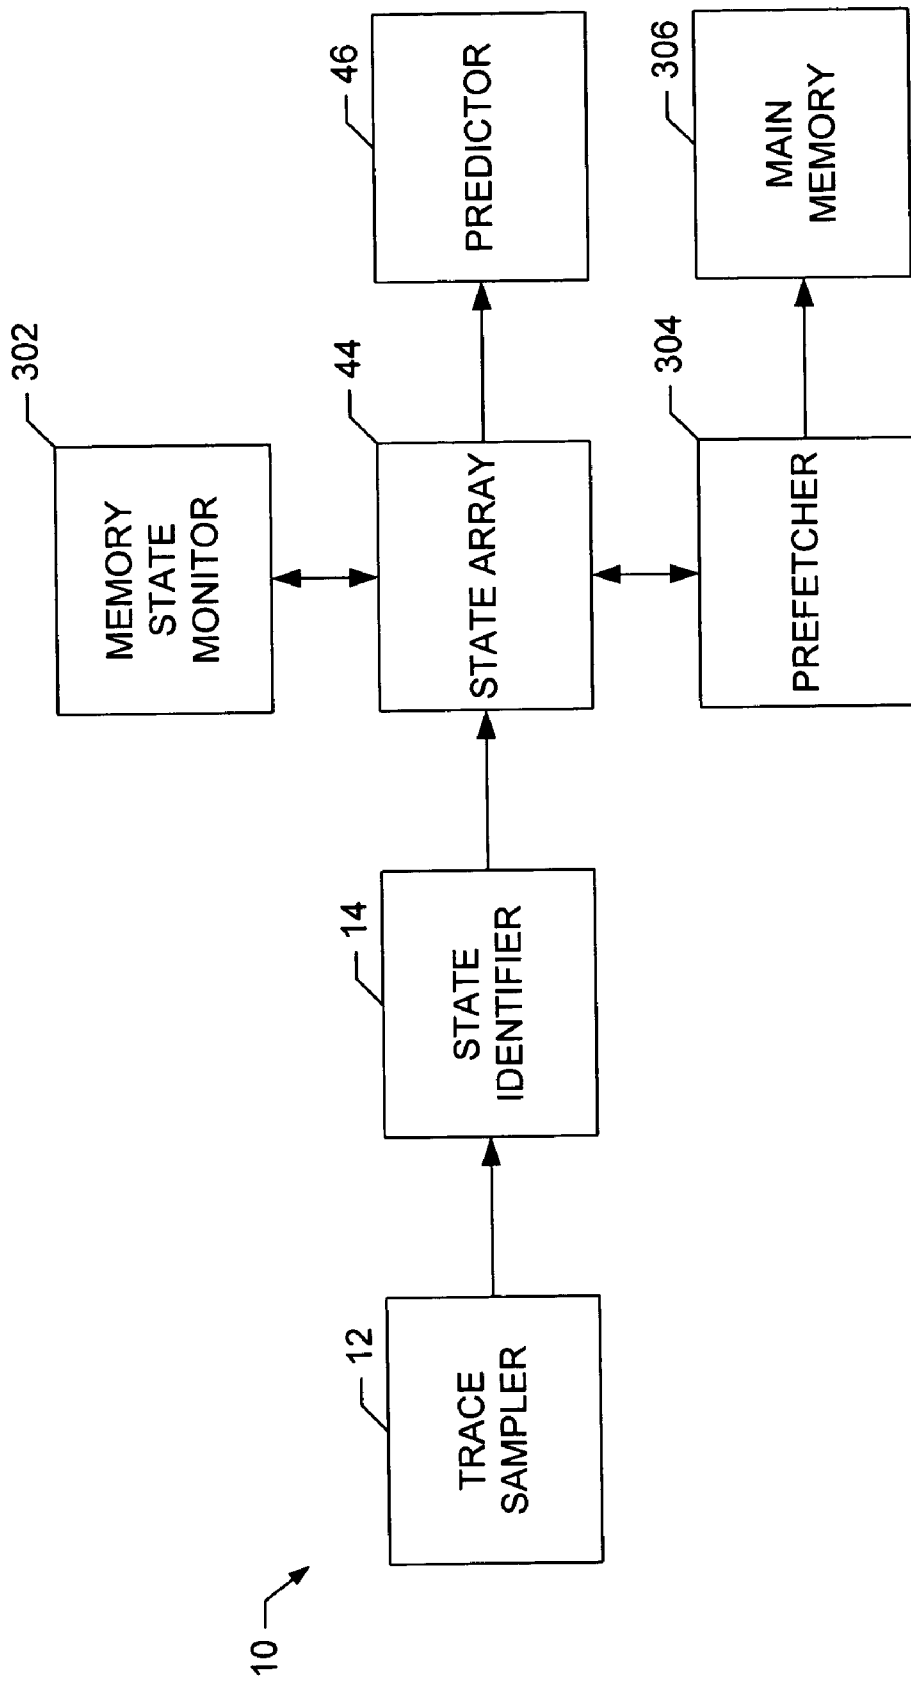 10
12
TRACE
SAMPLER
14
STATE
IDENTIFIER
302
MEMORY
STATE
MONITOR
44
STATE ARRAY
304
PREFETCHER
46
PREDICTOR
306
MAIN
MEMORY